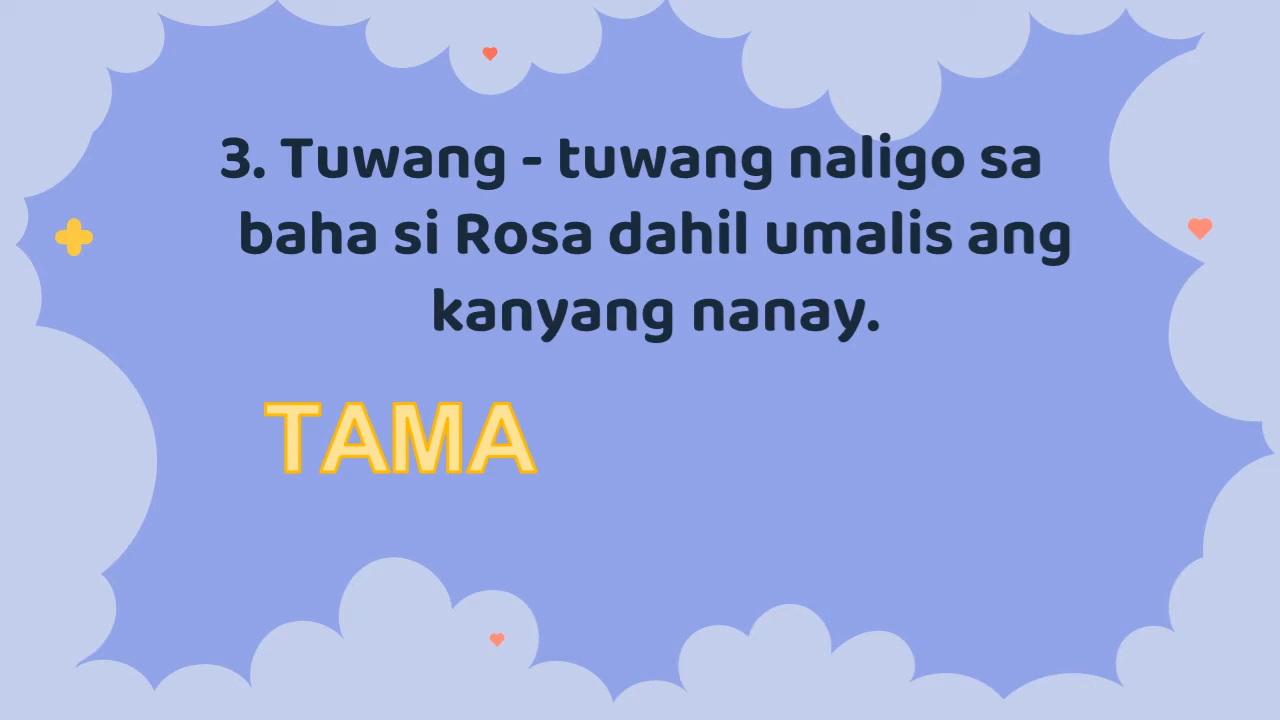 3. Tuwang - tuwang naligo sa
baha si Rosa dahil umalis ang
kanyang nanay.
TAMA